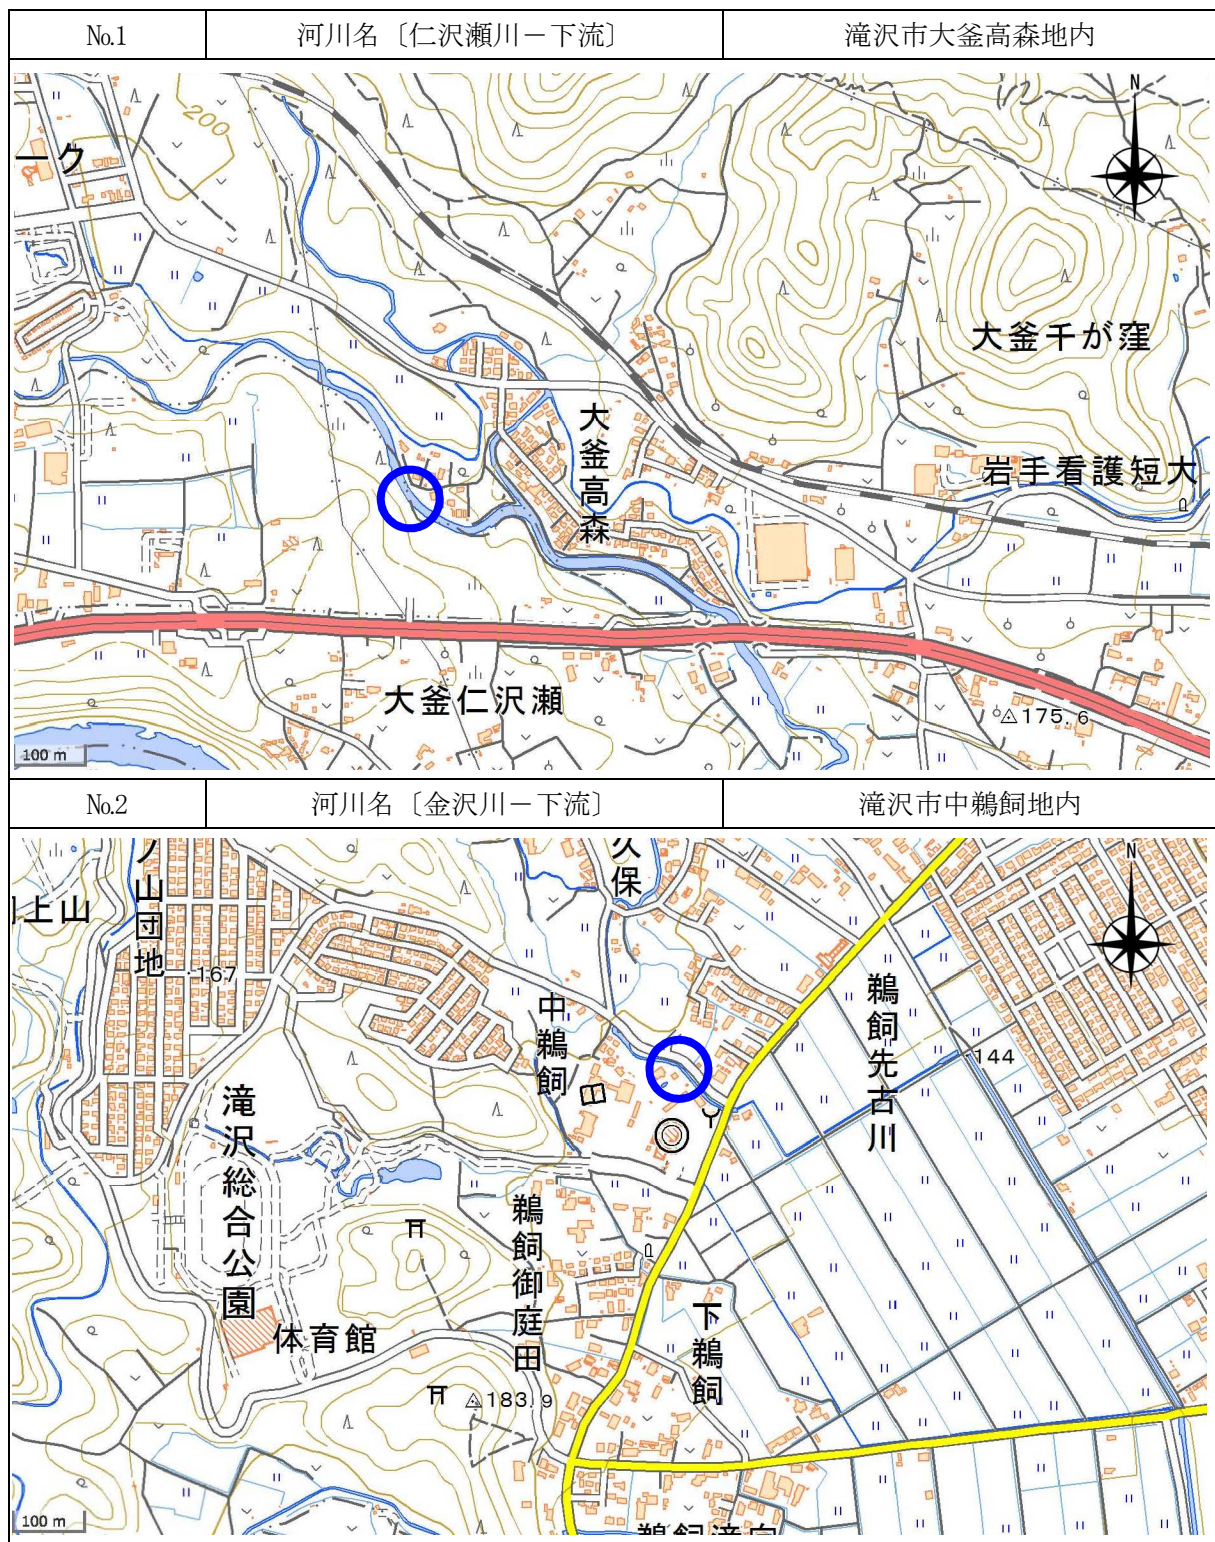 №1 河川名〔仁沢瀬川－下流〕 滝沢市大釜高森地内
N
200
ーク
大釜千が窪
大釜高森
岩手看護短大
大釜仁沢瀬
175.6
100 m
№2 河川名〔金沢川－下流〕 滝沢市中鵜飼地内
N
久保
ノ山団地
上山
167
中鵜飼
鵜飼先古川
144
滝沢総合公園
鵜飼御庭田
体育館
下鵜飼
183.9
100 m